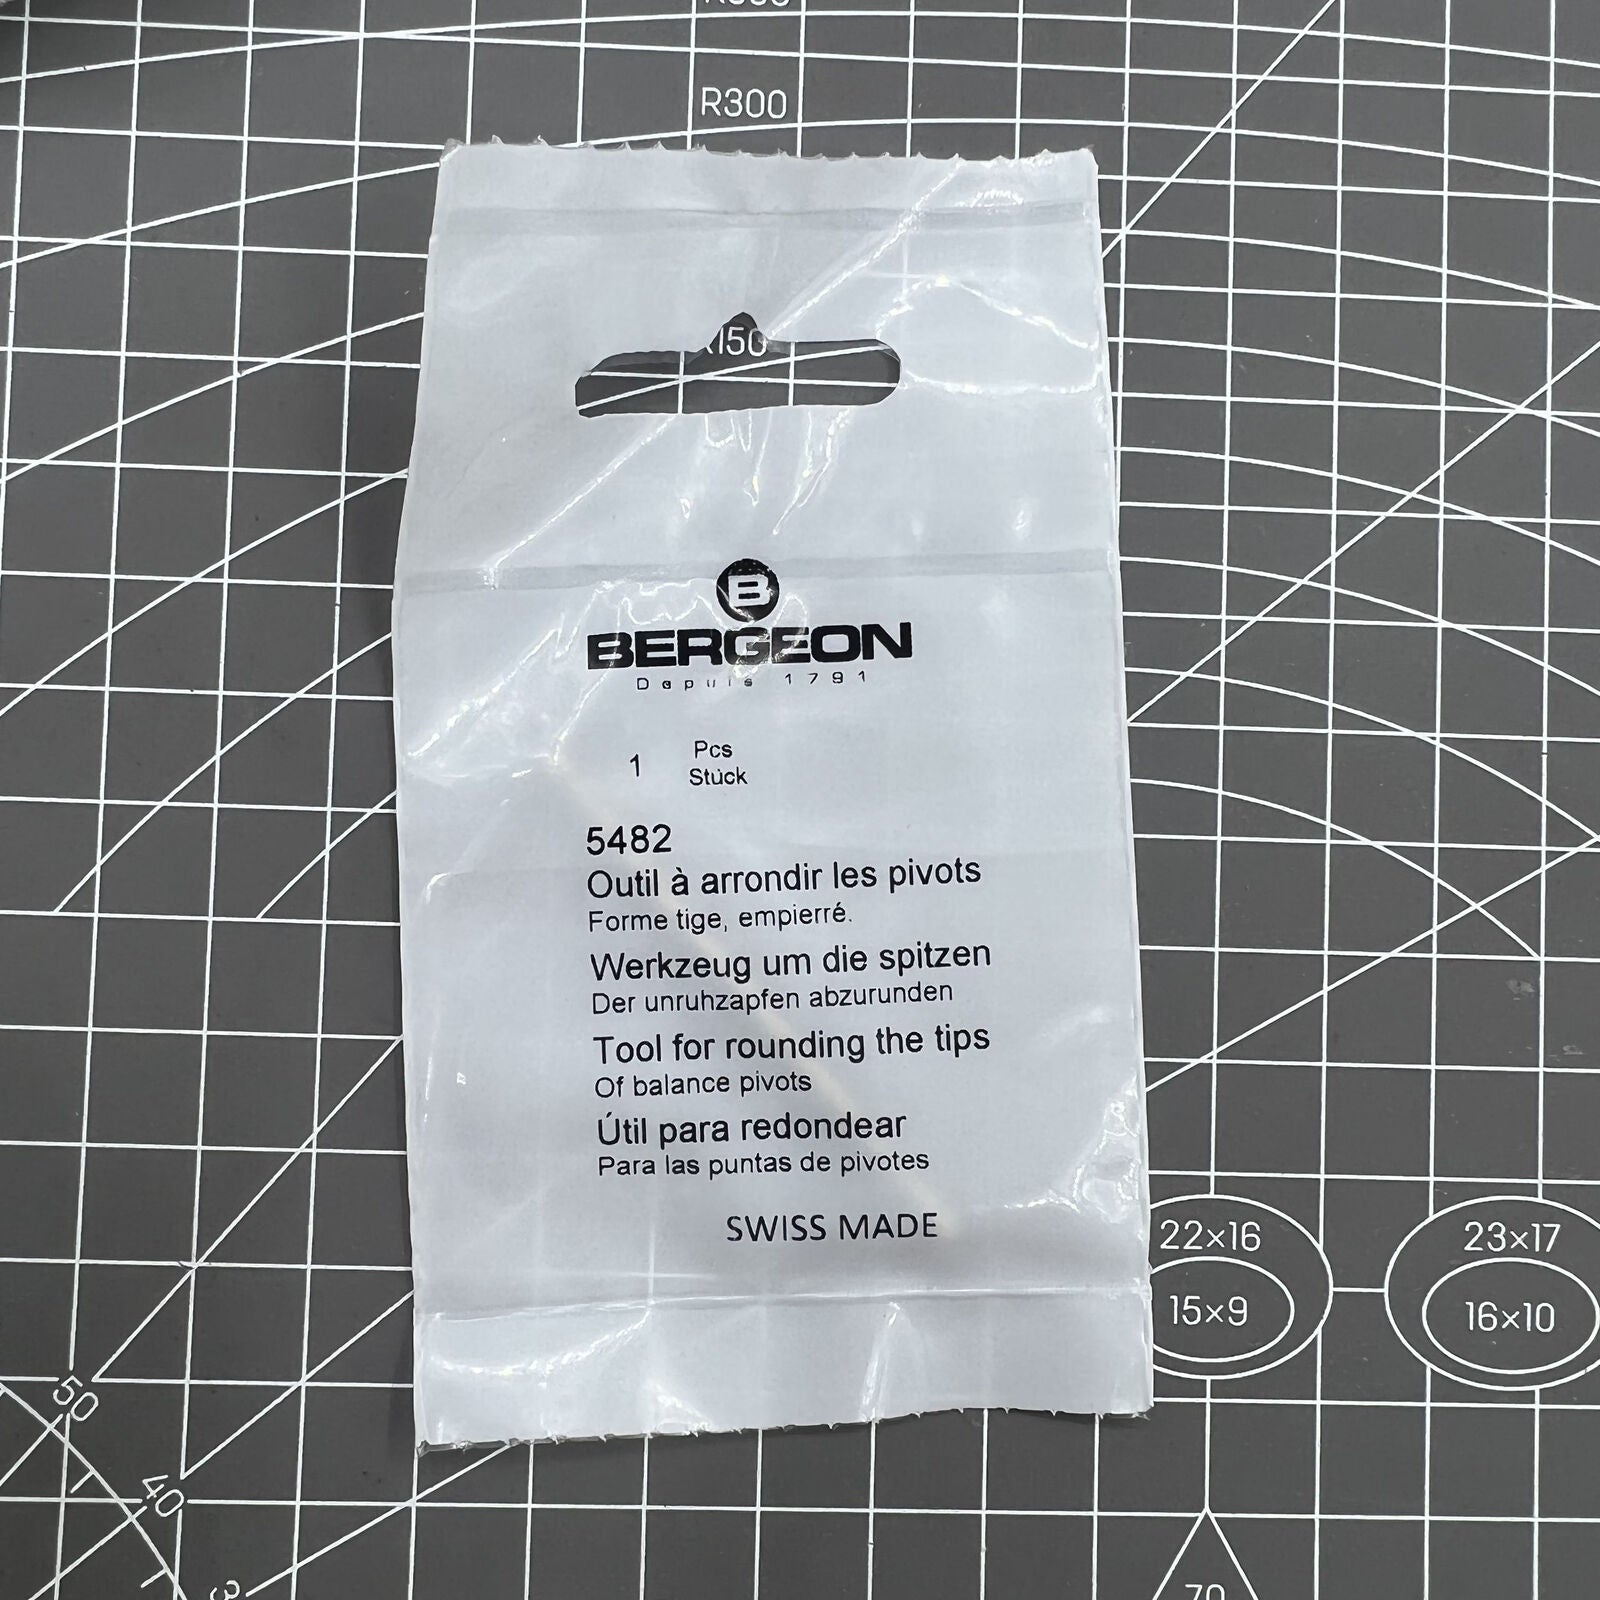 R300
150
B
BERGEON
Depuis 1791
1 Pcs
Stück
5482
Outil à arrondir les pivots
Forme tige, empierré.
Werkzeug um die spitzen
Der unruhzapfen abzurunden
Tool for rounding the tips
Of balance pivots
Útil para redondear
Para las puntas de pivotes
SWISS MADE
22×16
23×17
15×9
16×10
50
40
70